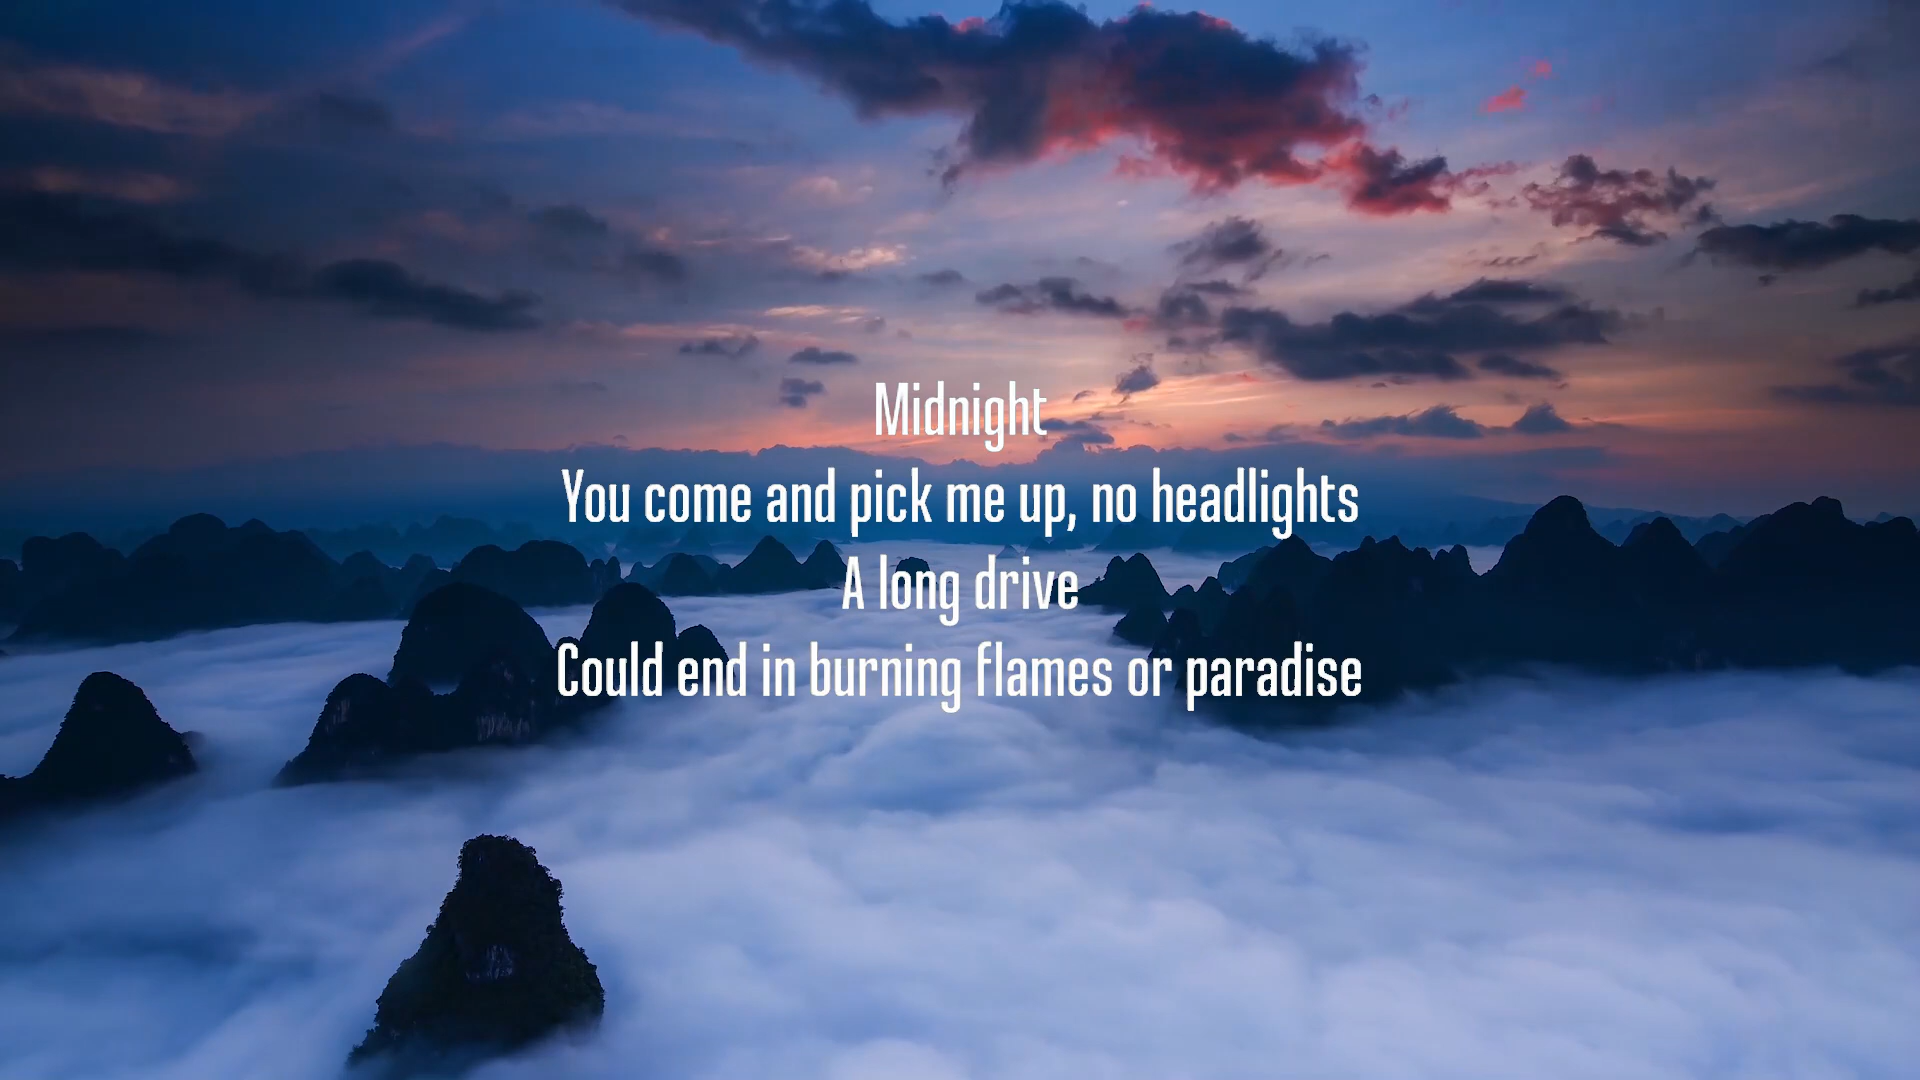 Midnight
You come and pick me up, no headlights
A long drive
Could end in burning flames or paradise